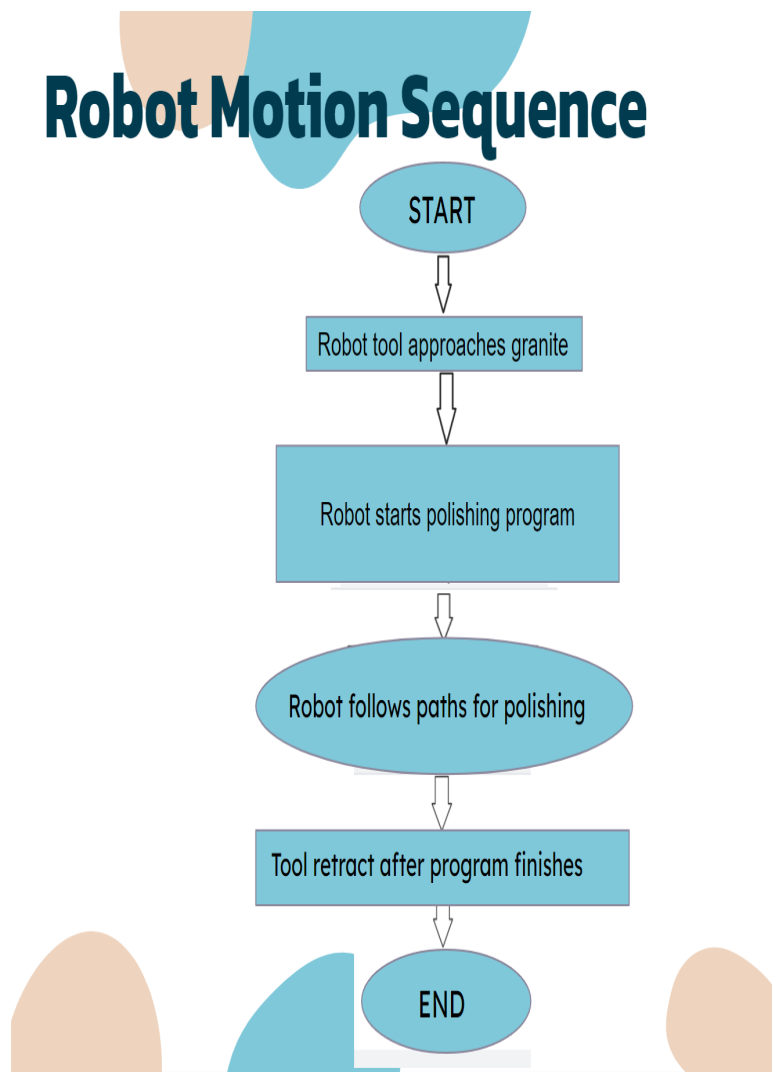 Robot Motion Sequence
START
Robot tool approaches granite
Robot starts polishing program
Robot follows paths for polishing
Tool retract after program finishes
END